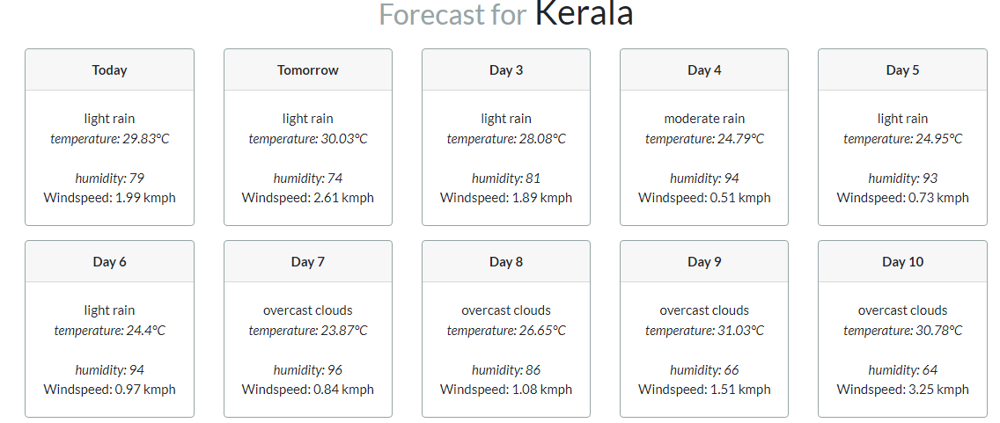 Forecast for Kerala
Today
light rain
temperature: 29.83°C
humidity: 79
Windspeed: 1.99 kmph
Tomorrow
light rain
temperature: 30.03°C
humidity: 74
Windspeed: 2.61 kmph
Day 3
light rain
temperature: 28.08°C
humidity: 81
Windspeed: 1.89 kmph
Day 4
moderate rain
temperature: 24.79°C
humidity: 94
Windspeed: 0.51 kmph
Day 5
light rain
temperature: 24.95°C
humidity: 93
Windspeed: 0.73 kmph
Day 6
light rain
temperature: 24.4°C
humidity: 94
Windspeed: 0.97 kmph
Day 7
overcast clouds
temperature: 23.87°C
humidity: 96
Windspeed: 0.84 kmph
Day 8
overcast clouds
temperature: 26.65°C
humidity: 86
Windspeed: 1.08 kmph
Day 9
overcast clouds
temperature: 31.03°C
humidity: 66
Windspeed: 1.51 kmph
Day 10
overcast clouds
temperature: 30.78°C
humidity: 64
Windspeed: 3.25 kmph